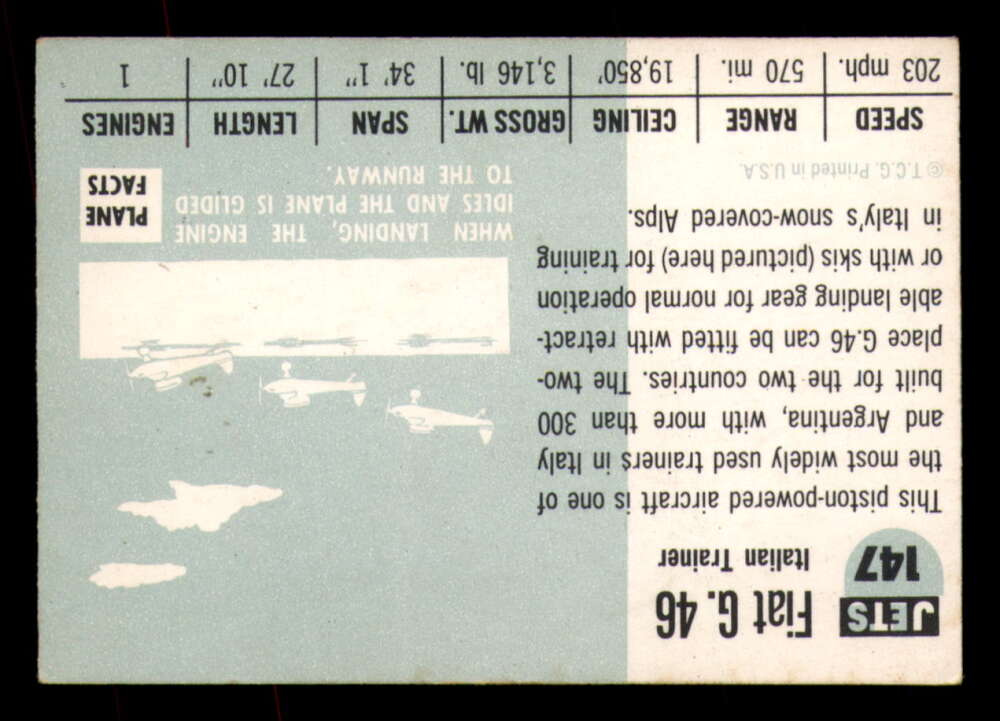 JETS
147
Fiat G. 46
Italian Trainer
This piston-powered aircraft is one of
the most widely used trainers in Italy
and Argentina, with more than 300
built for the two countries. The two-
place G.46 can be fitted with retract-
able landing gear for normal operation
or with skis (pictured here) for training
in Italy's snow-covered Alps.
© T.C.G. Printed in U.S.A.
WHEN LANDING, THE ENGINE
IDLES AND THE PLANE IS GLIDED
TO THE RUNWAY.
PLANE
FACTS
SPEED RANGE CEILING GROSS WT. SPAN LENGTH ENGINES
203 mph. 570 mi. 19,850' 3,146 lb. 34' 1" 27' 10" 1